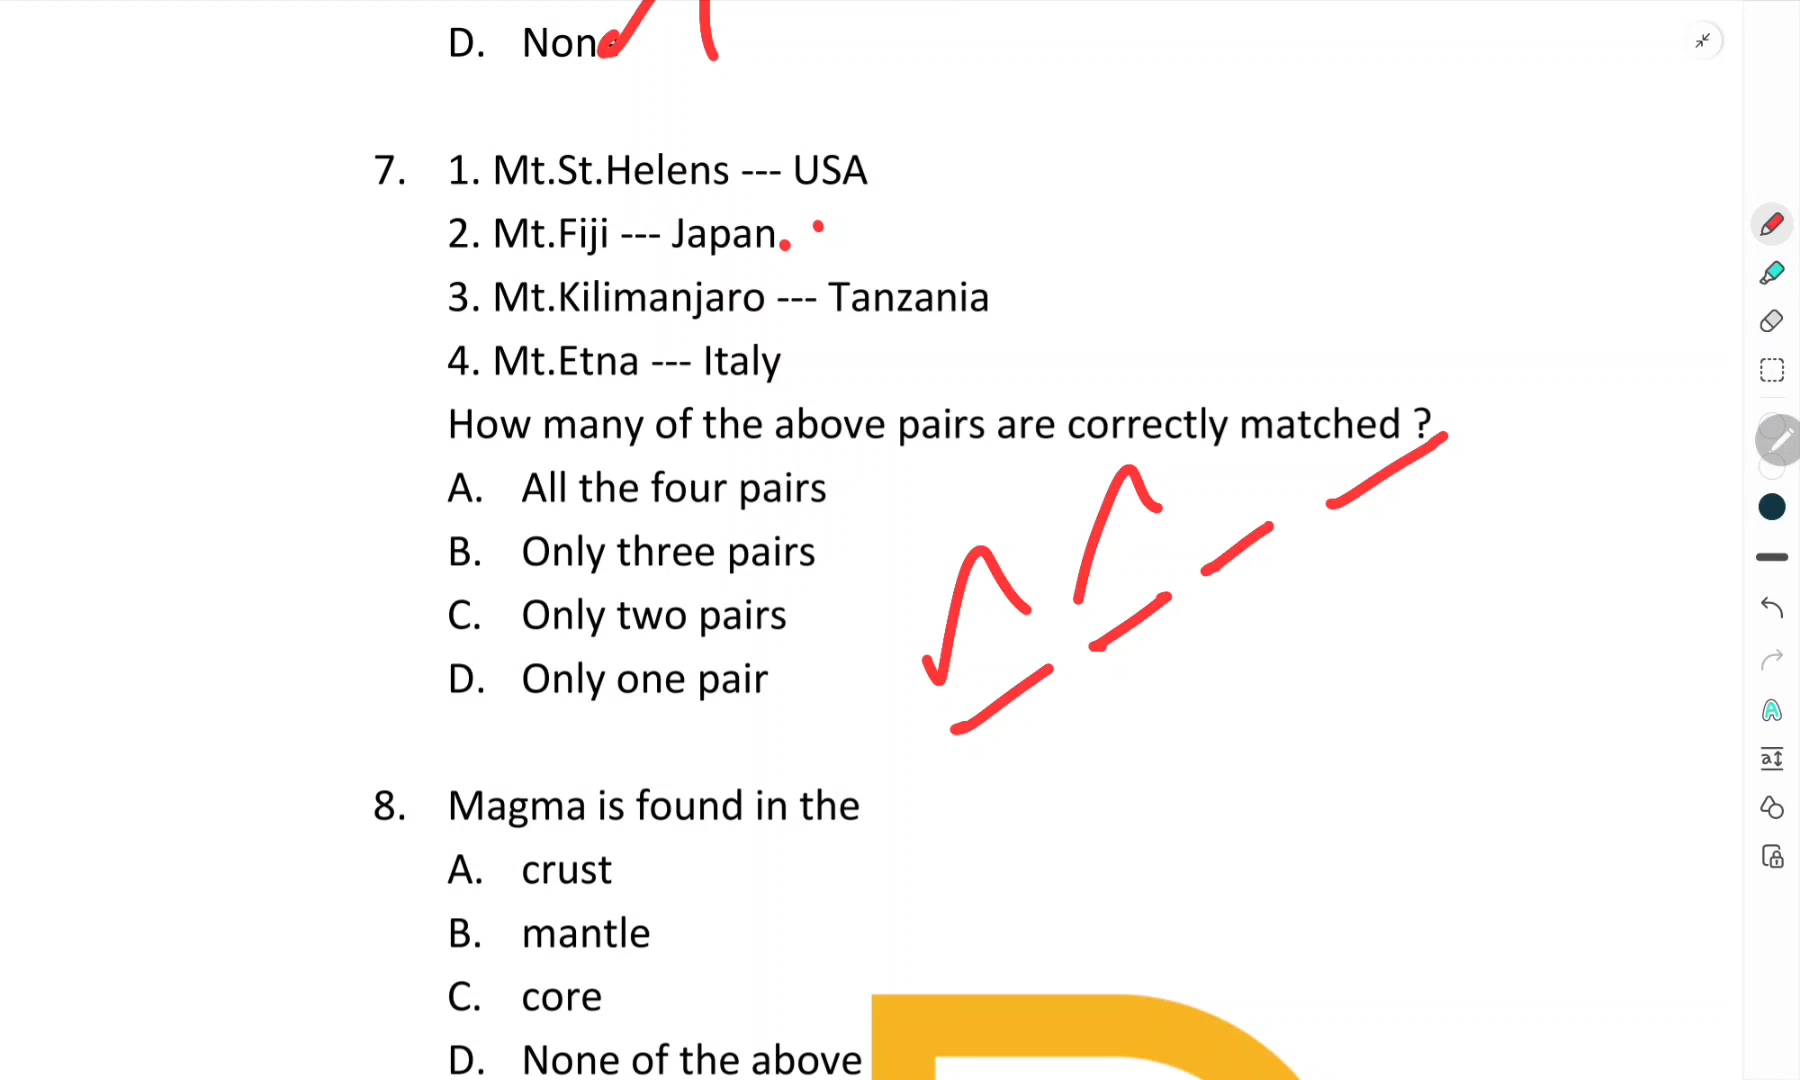 D. Non
7. 1. Mt.St.Helens --- USA
2. Mt.Fiji --- Japan
3. Mt.Kilimanjaro --- Tanzania
4. Mt.Etna --- Italy
How many of the above pairs are correctly matched ?
A. All the four pairs
B. Only three pairs
C. Only two pairs
D. Only one pair
8. Magma is found in the
A. crust
B. mantle
C. core
D. None of the above